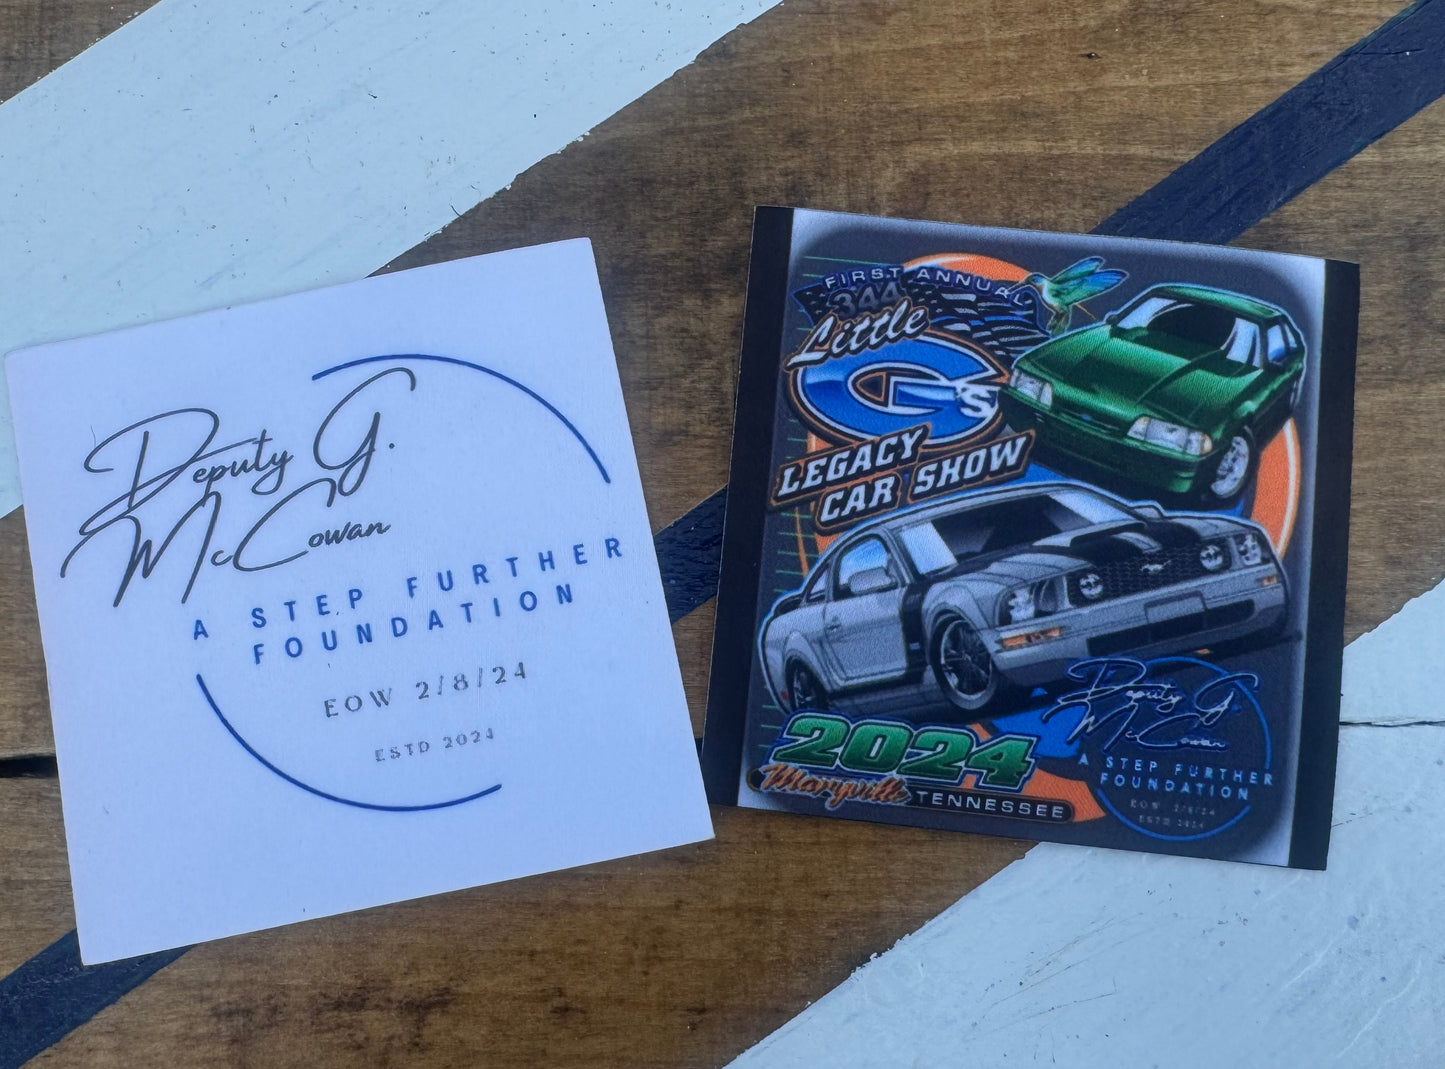 Deputy G.
McCowan
A STEP FURTHER
FOUNDATION
EOW 2/8/24
ESTD 2024
FIRST ANNUAL
344
Little
G's
LEGACY
CAR SHOW
2024
Maryville TENNESSEE
Deputy G.
McCowan
A STEP FURTHER
FOUNDATION
EOW 2/8/24
ESTD 2024